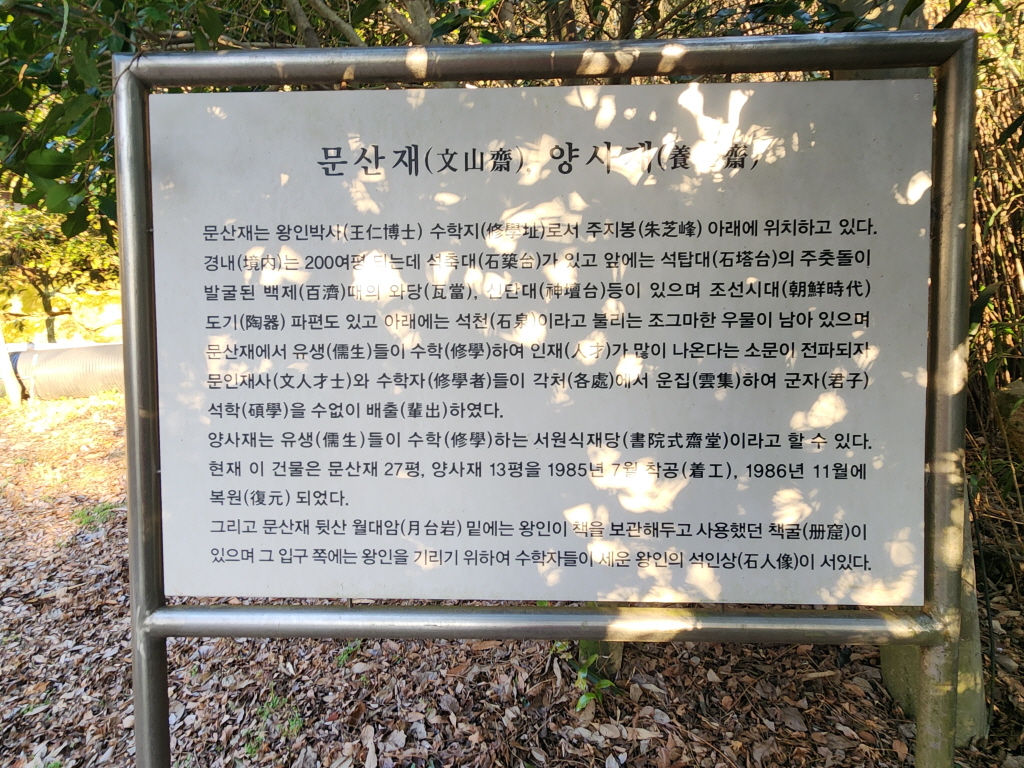 문산재(文山齋), 양사재(養士齋)
문산재는 왕인박사(王仁博士) 수학지(修學址)로서 주지봉(朱芝峰) 아래에 위치하고 있다.
경내(境內)는 200여평 되는데 석축대(石築台)가 있고 앞에는 석탑대(石塔台)의 주춧돌이
발굴된 백제(百濟)때의 와당(瓦當), 신단대(神壇台)등이 있으며 조선시대(朝鮮時代)
도기(陶器) 파편도 있고 아래에는 석천(石泉)이라고 불리는 조그마한 우물이 남아 있으며
문산재에서 유생(儒生)들이 수학(修學)하여 인재(人才)가 많이 나온다는 소문이 전파되자
문인재사(文人才士)와 수학자(修學者)들이 각처(各處)에서 운집(雲集)하여 군자(君子)
석학(碩學)을 수없이 배출(輩出)하였다.
양사재는 유생(儒生)들이 수학(修學)하는 서원식재당(書院式齋堂)이라고 할 수 있다.
현재 이 건물은 문산재 27평, 양사재 13평을 1985년 7월 착공(着工), 1986년 11월에
복원(復元) 되었다.
그리고 문산재 뒷산 월대암(月台岩) 밑에는 왕인이 책을 보관해두고 사용했던 책굴(册窟)이
있으며 그 입구 쪽에는 왕인을 기리기 위하여 수학자들이 세운 왕인의 석인상(石人像)이 서있다.